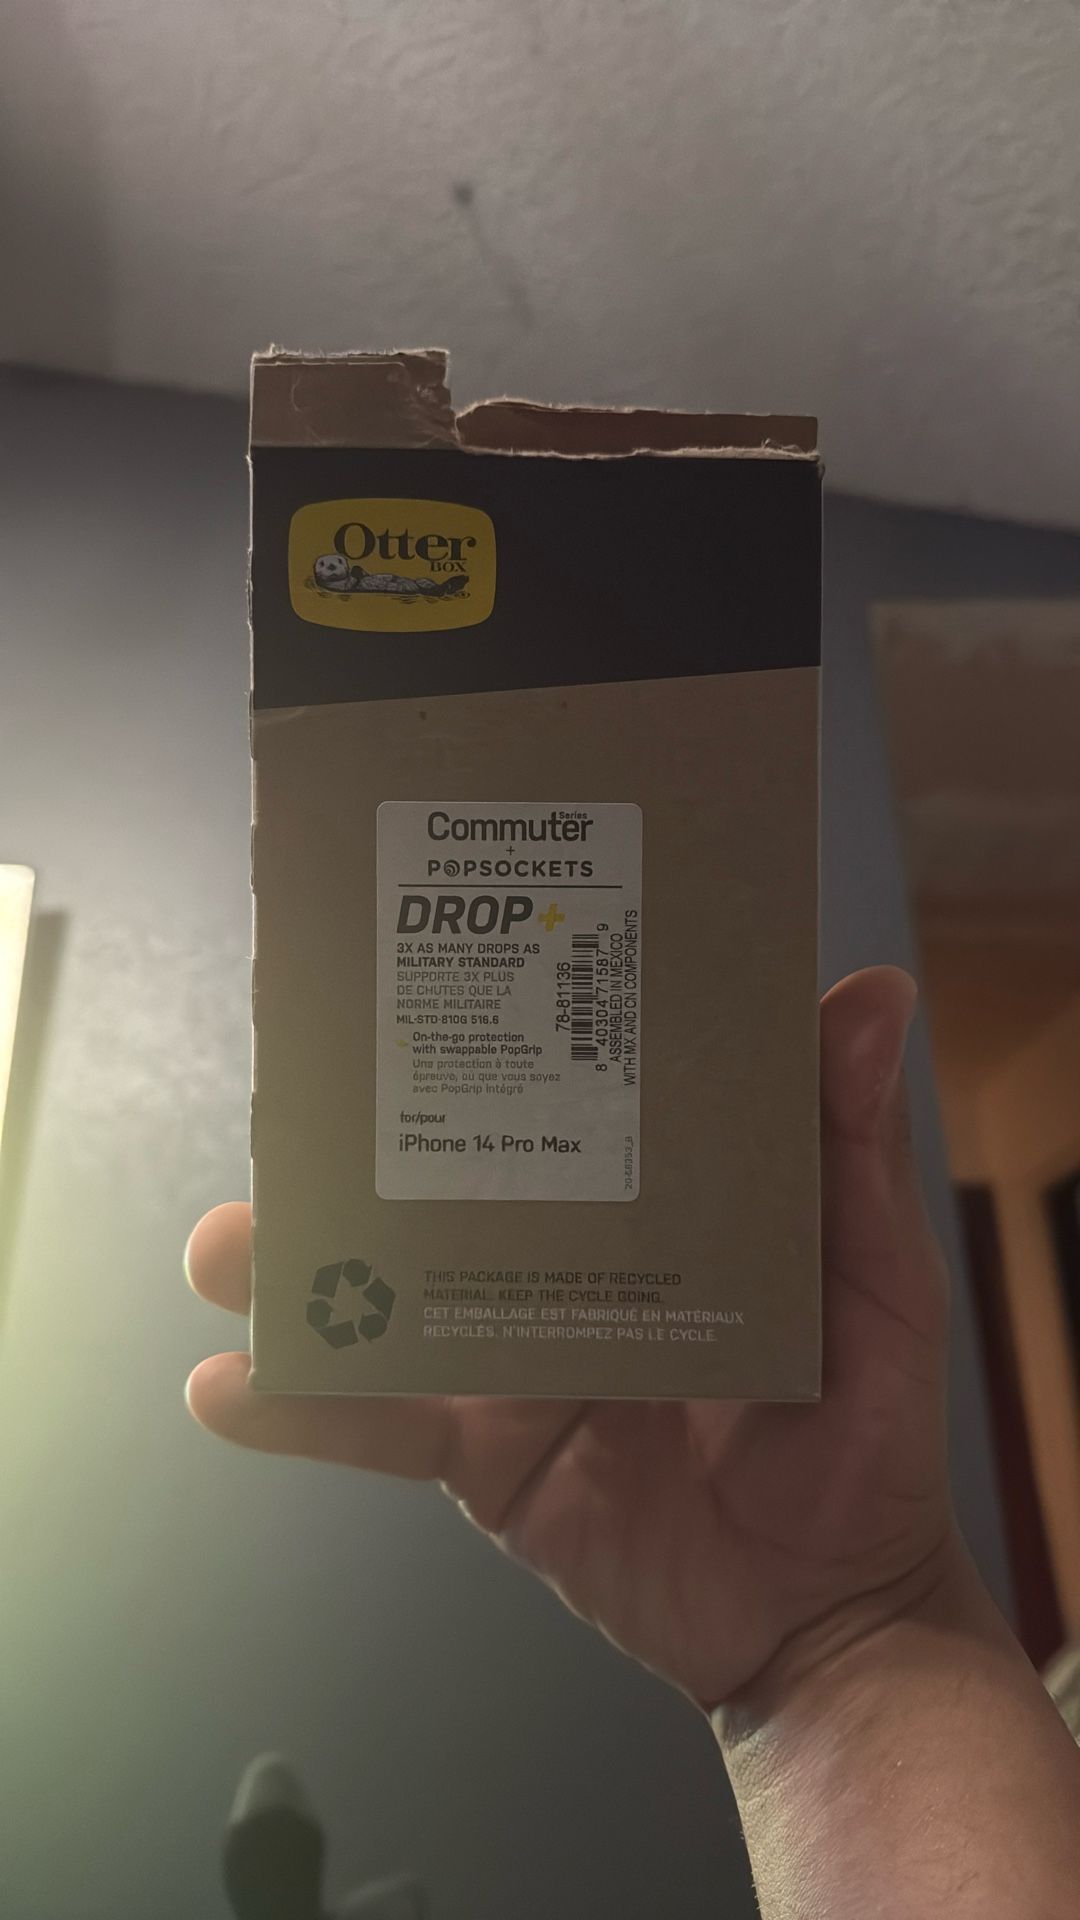 Otter
BOX
Commuter Series
+
POPSOCKETS
DROP+
3X AS MANY DROPS AS
MILITARY STANDARD
SUPPORTE 3X PLUS
DE CHUTES QUE LA
NORME MILITAIRE
MIL-STD-810G 516.6
On-the-go protection
with swappable PopGrip
Une protection à toute
épreuve, où que vous soyez
avec PopGrip intégré
for/pour
iPhone 14 Pro Max
78-81136
8 40304 71587 9
ASSEMBLED IN MEXICO
WITH MX AND CN COMPONENTS
THIS PACKAGE IS MADE OF RECYCLED
MATERIAL. KEEP THE CYCLE GOING.
CET EMBALLAGE EST FABRIQUÉ EN MATÉRIAUX
RECYCLÉS. N'INTERROMPEZ PAS LE CYCLE.